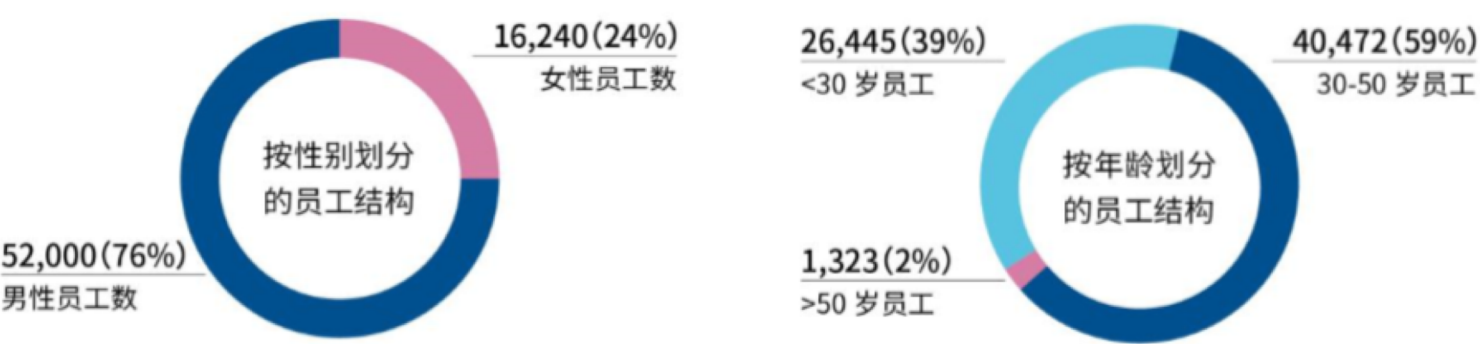 16,240(24%)
女性员工数
按性别划分
的员工结构
52,000(76%)
男性员工数
26,445(39%)
<30 岁员工
40,472(59%)
30-50 岁员工
按年龄划分
的员工结构
1,323(2%)
>50 岁员工